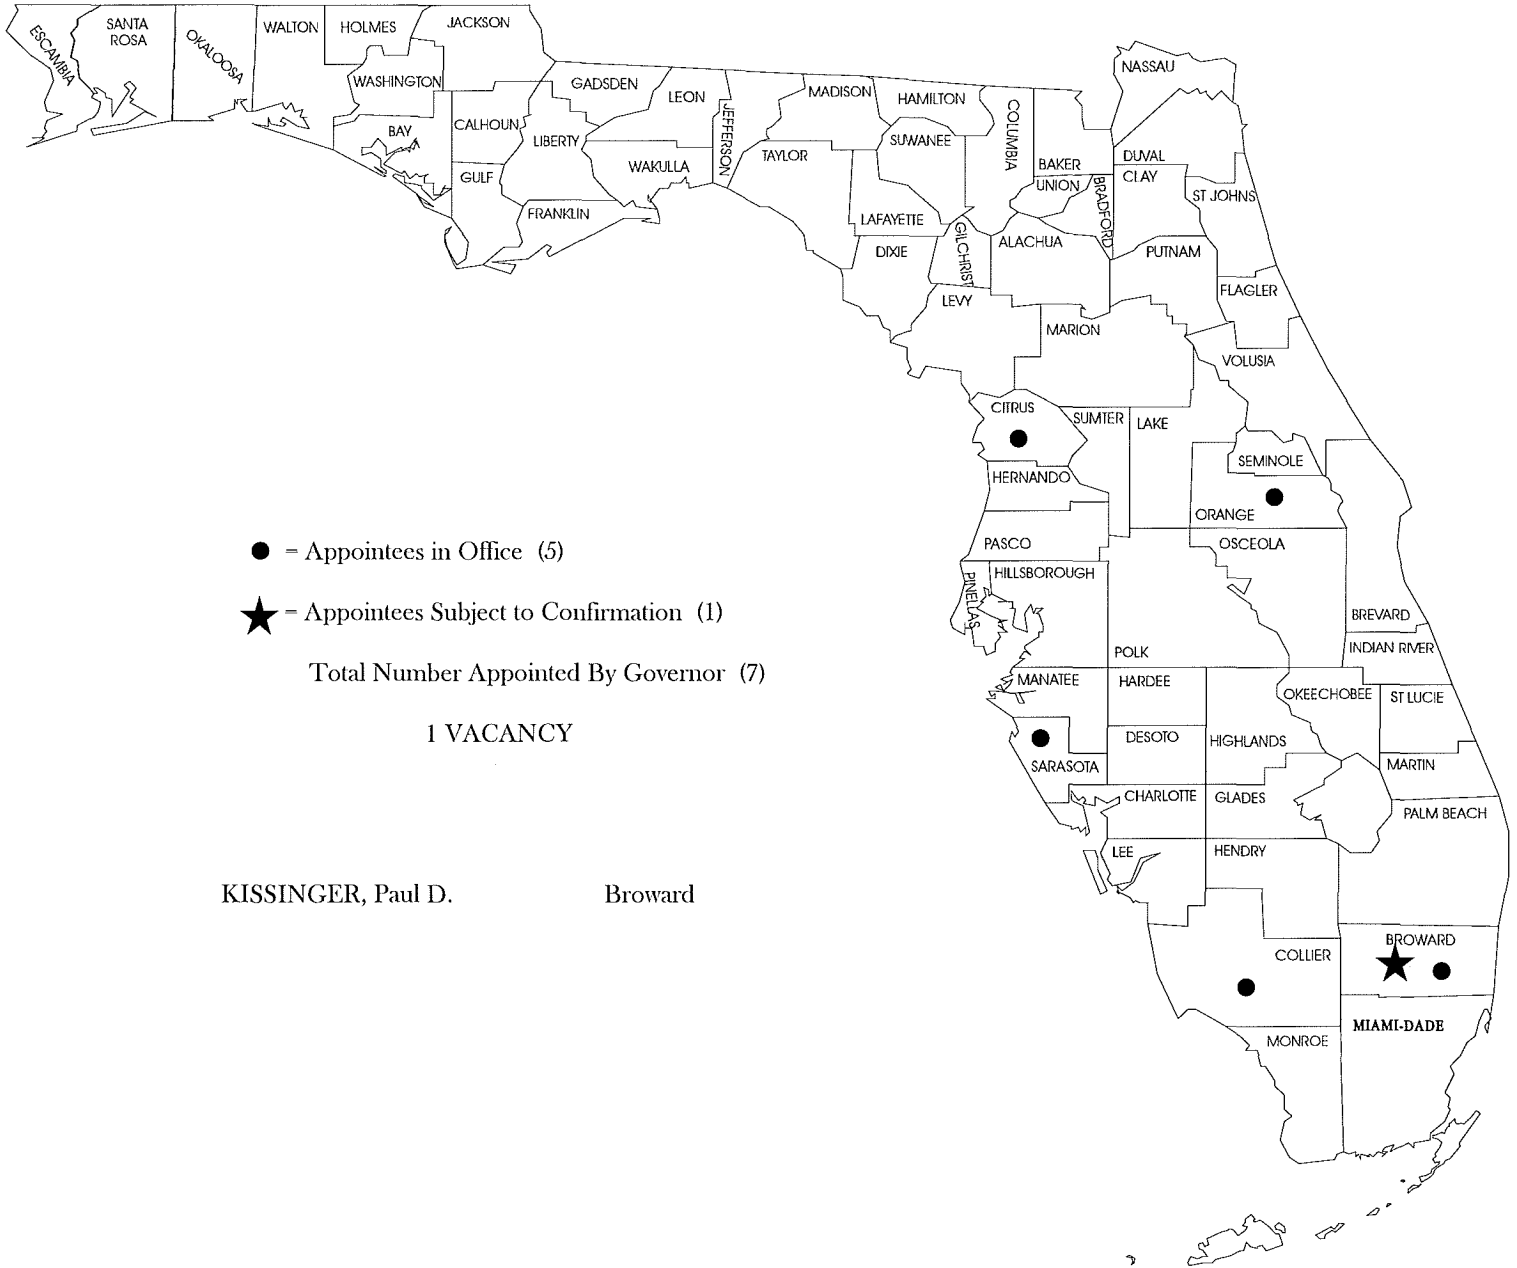 ESCAMBIA
SANTA
ROSA
OKALOOSA
WALTON
HOLMES
JACKSON
WASHINGTON
BAY
CALHOUN
GULF
GADSDEN
LIBERTY
FRANKLIN
LEON
WAKULLA
JEFFERSON
MADISON
TAYLOR
HAMILTON
SUWANEE
LAFAYETTE
DIXIE
COLUMBIA
GILCHRIST
LEVY
BAKER
UNION
BRADFORD
ALACHUA
NASSAU
DUVAL
CLAY
ST JOHNS
PUTNAM
FLAGLER
MARION
VOLUSIA
CITRUS
SUMTER
LAKE
SEMINOLE
HERNANDO
ORANGE
PASCO
OSCEOLA
HILLSBOROUGH
PINELLAS
BREVARD
INDIAN RIVER
POLK
MANATEE
HARDEE
OKEECHOBEE
ST LUCIE
DESOTO
HIGHLANDS
SARASOTA
MARTIN
CHARLOTTE
GLADES
PALM BEACH
LEE
HENDRY
BROWARD
COLLIER
MIAMI-DADE
MONROE
= Appointees in Office (5)
= Appointees Subject to Confirmation (1)
Total Number Appointed By Governor (7)
1 VACANCY
KISSINGER, Paul D. Broward